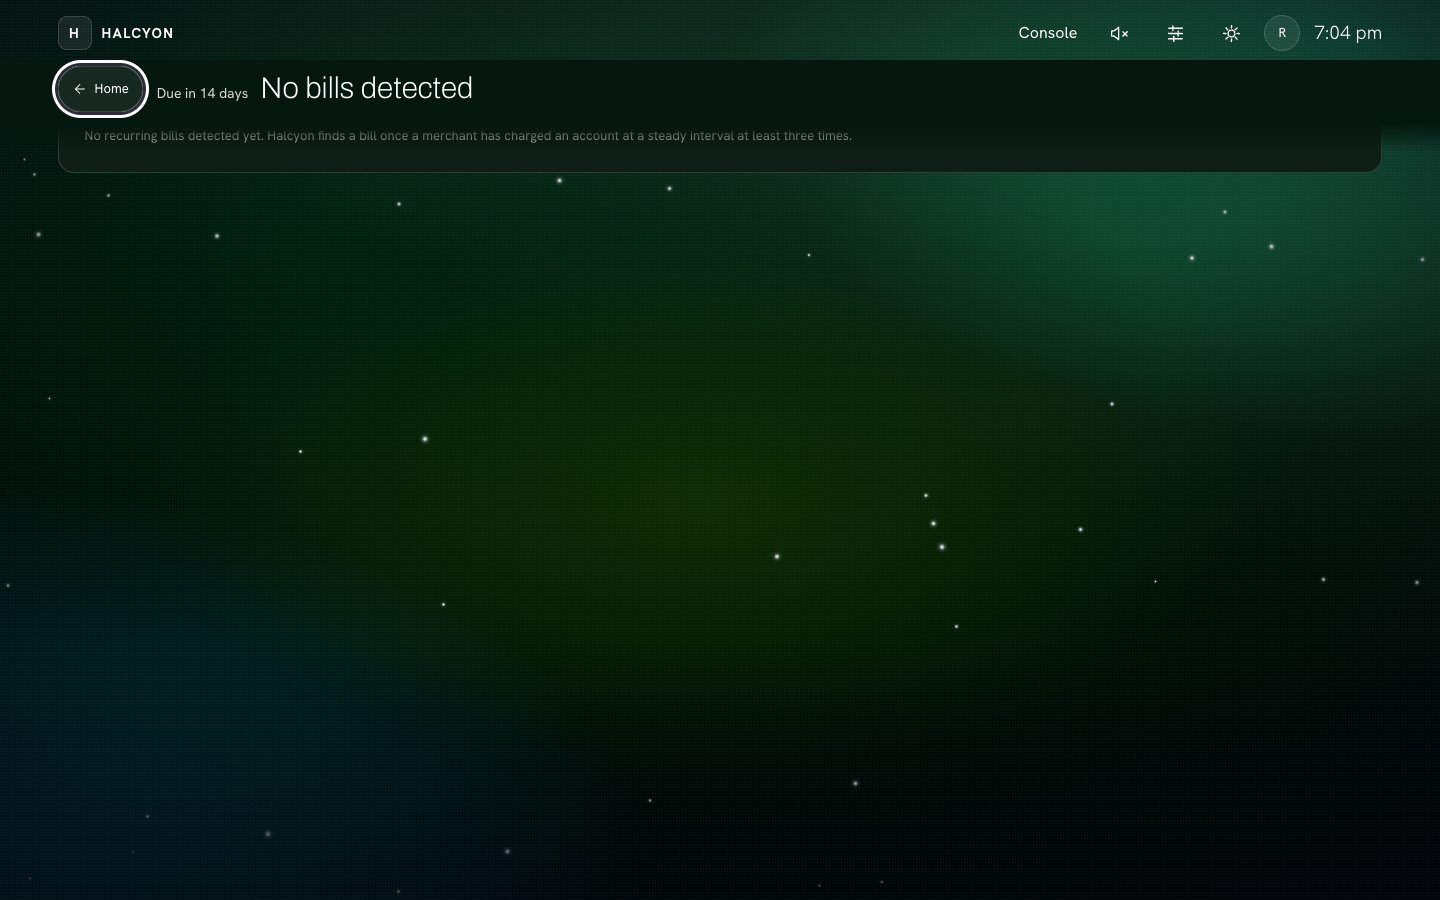 H HALCYON Console R 7:04 pm
← Home Due in 14 days No bills detected
No recurring bills detected yet. Halcyon finds a bill once a merchant has charged an account at a steady interval at least three times.